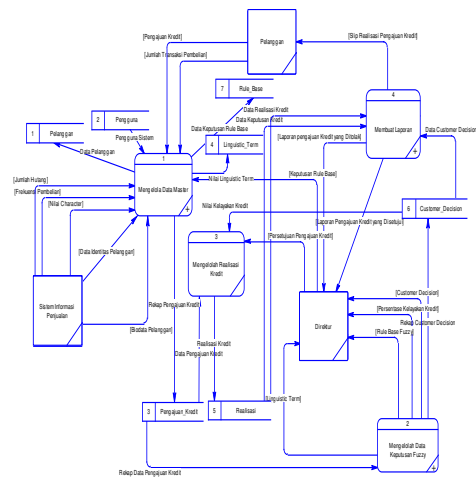 [Pengajuan Kredit]
Pelanggan
[Slip Realisasi Pengajuan Kredit]
[Jumlah Transaksi Pembelian]
7 Rule_Base
4
Membuat Laporan
Data Realisasi Kredit
Data Keputusan Kredit
2 Pengguna
Pengguna Sistem
Data Keputusan Rule Base
1 Pelanggan
4 Linguistic_Term
[Laporan pengajuan Kredit yang Ditolak]
Data Customer Decision
Data Pelanggan
1
Mengelola Data Master
+
+
[Jumlah Hutang]
Nilai Linguistic Term
[Keputusan Rule Base]
[Frekuensi Pembelian]
[Nilai Character]
Nilai Kelayakan Kredit
6 Customer_Decision
[Laporan Pengajuan Kredit yang Disetujui]
[Data Identitas Pelanggan]
3
Mengelolah Realisasi
Kredit
[Persetujuan Pengajuan Kredit]
Sistem Informasi
Penjualan
[Biodata Pelanggan]
Rekap Pengajuan Kredit
Data Pengajuan Kredit
Realisasi Kredit
Direktur
[Customer Decision]
[Persentase Kelayakan Kredit]
Rekap Customer Decision
[Rule Base Fuzzy]
[Linguistic Term]
3 Pengajuan_Kredit
5 Realisasi
2
Mengelolah Data
Keputusan Fuzzy
+
Rekap Data Pengajuan Kredit